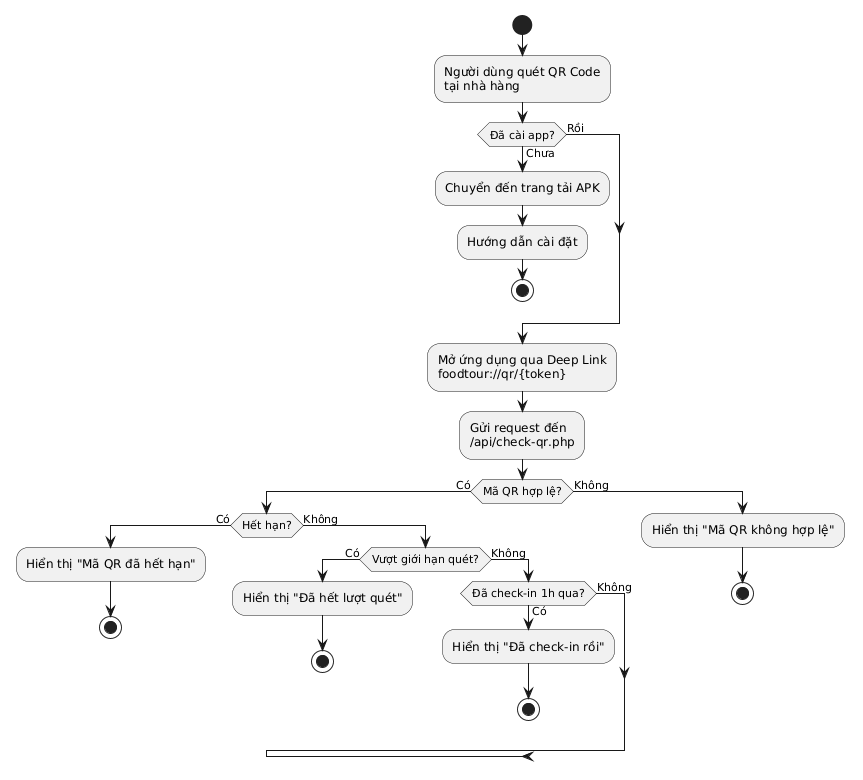 Người dùng quét QR Code
tại nhà hàng
Đã cài app?
Rồi
Chưa
Chuyển đến trang tải APK
Hướng dẫn cài đặt
Mở ứng dụng qua Deep Link
foodtour://qr/{token}
Gửi request đến
/api/check-qr.php
Có
Mã QR hợp lệ?
Không
Có
Hết hạn?
Không
Hiển thị "Mã QR không hợp lệ"
Hiển thị "Mã QR đã hết hạn"
Có
Vượt giới hạn quét?
Không
Hiển thị "Đã hết lượt quét"
Đã check-in 1h qua?
Không
Có
Hiển thị "Đã check-in rồi"